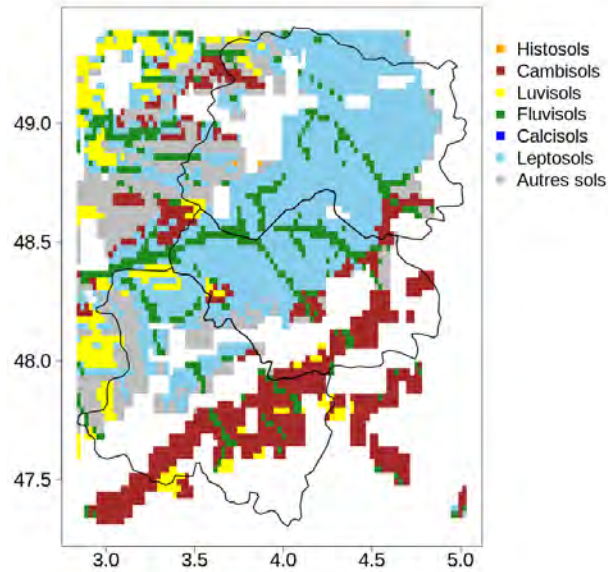 Histosols
Cambisols
Luvisols
Fluvisols
Calcisols
Leptosols
Autres sols
49.0
48.5
48.0
47.5
3.0 3.5 4.0 4.5 5.0